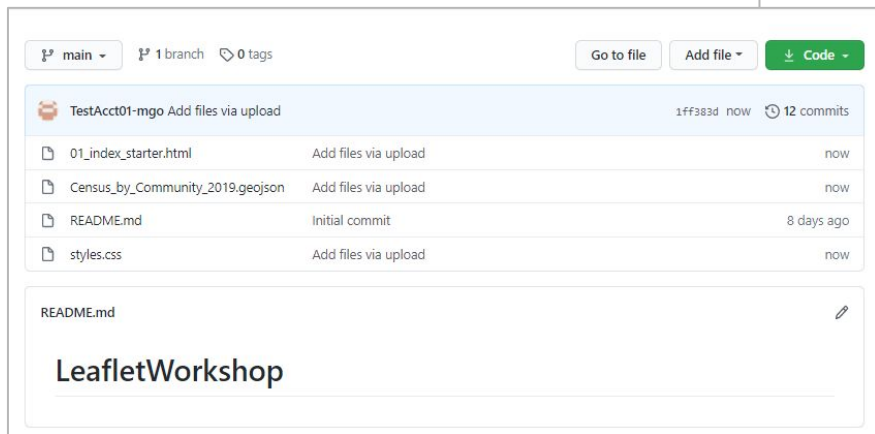 main 1 branch 0 tags Go to file Add file Code
TestAcct01-mgo Add files via upload 1ff383d now 12 commits
01_index_starter.html Add files via upload now
Census_by_Community_2019.geojson Add files via upload now
README.md Initial commit 8 days ago
styles.css Add files via upload now
README.md
LeafletWorkshop